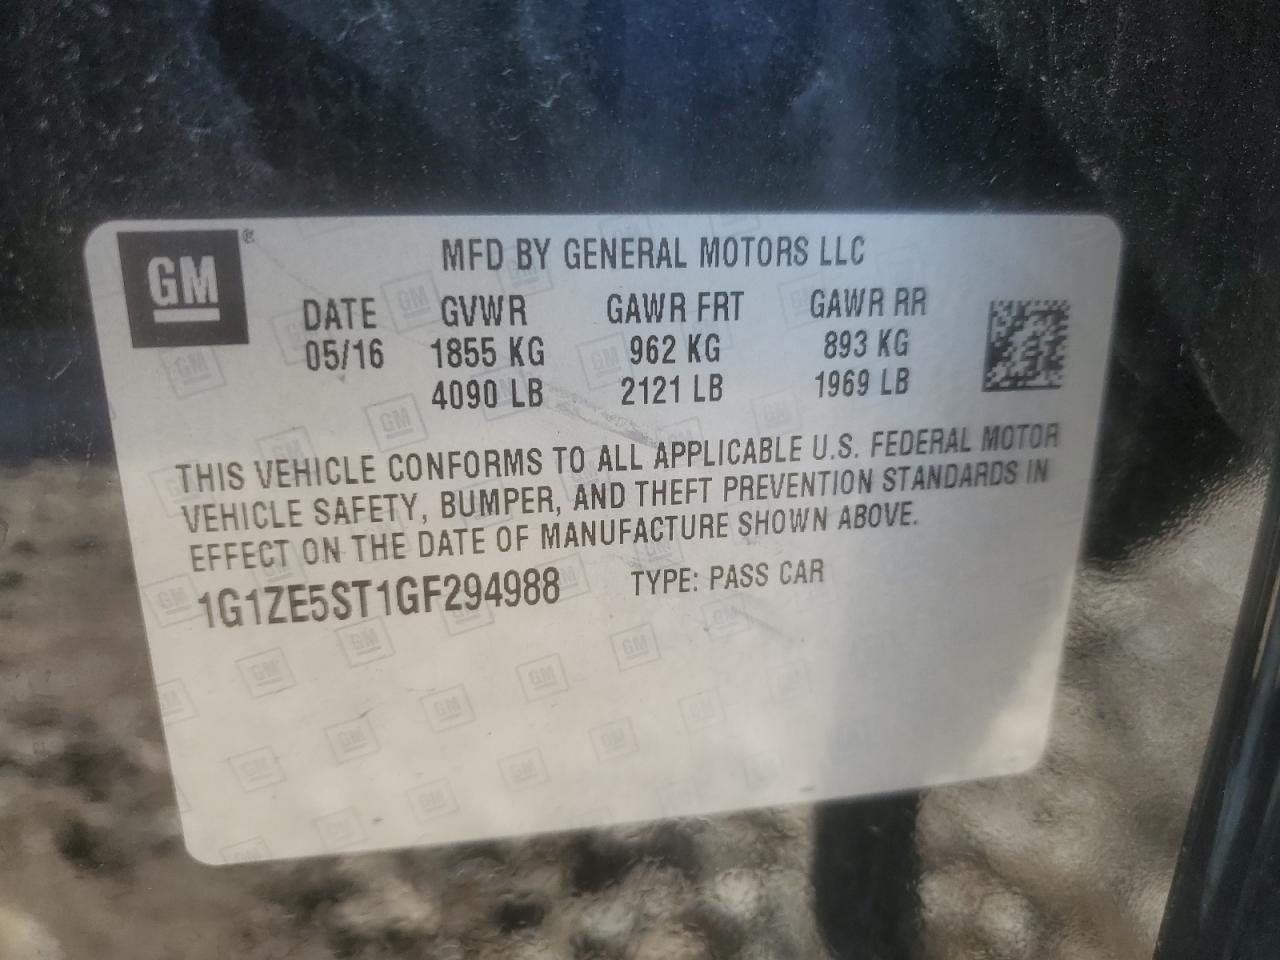 GM®
MFD BY GENERAL MOTORS LLC
DATE GVWR GAWR FRT GAWR RR
05/16 1855 KG 962 KG 893 KG
4090 LB 2121 LB 1969 LB
THIS VEHICLE CONFORMS TO ALL APPLICABLE U.S. FEDERAL MOTOR
VEHICLE SAFETY, BUMPER, AND THEFT PREVENTION STANDARDS IN
EFFECT ON THE DATE OF MANUFACTURE SHOWN ABOVE.
1G1ZE5ST1GF294988 TYPE: PASS CAR